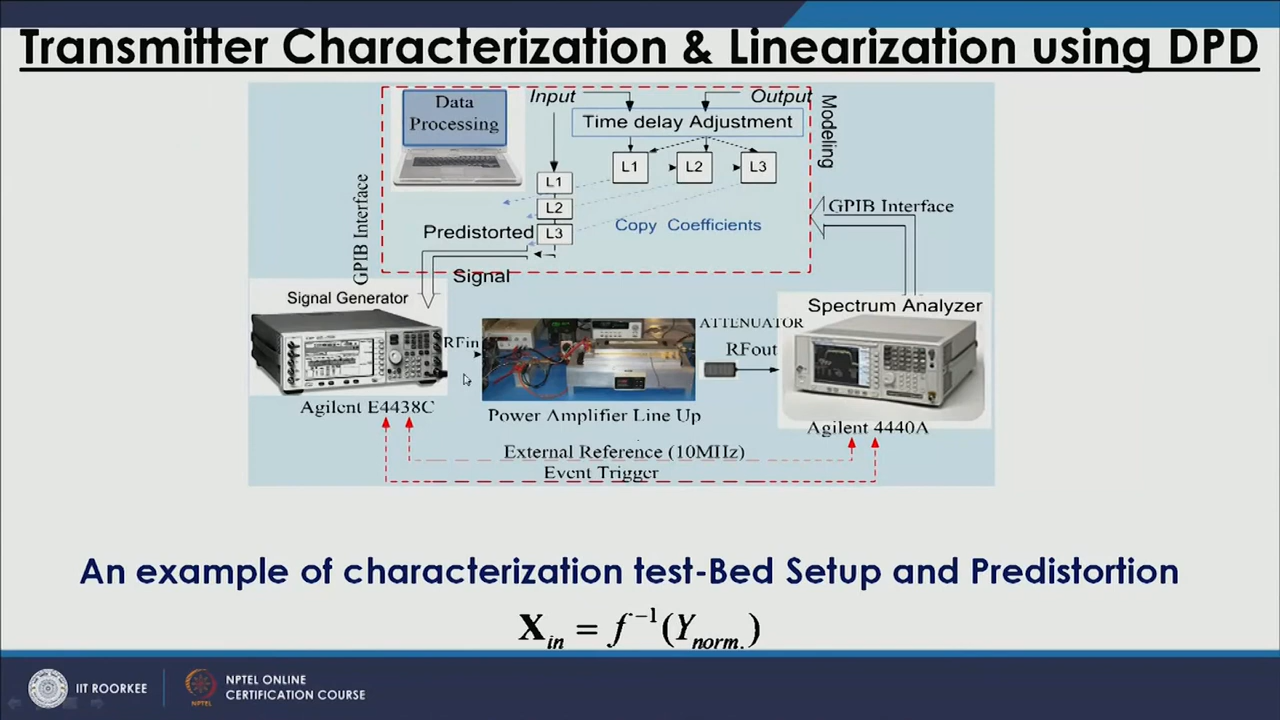 Transmitter Characterization & Linearization using DPD
Data
Processing
Input
Output
Time delay Adjustment
Modeling
L1
L2
L3
L1
L2
L3
Copy Coefficients
Predistorted
Signal
GPIB Interface
GPIB Interface
Signal Generator
Spectrum Analyzer
RFin
ATTENUATOR
RFout
Agilent E4438C
Power Amplifier Line Up
Agilent 4440A
External Reference (10MHz)
Event Trigger
An example of characterization test-Bed Setup and Predistortion
X_in = f^{-1}(Y_norm.)
IIT ROORKEE
NPTEL
NPTEL ONLINE
CERTIFICATION COURSE